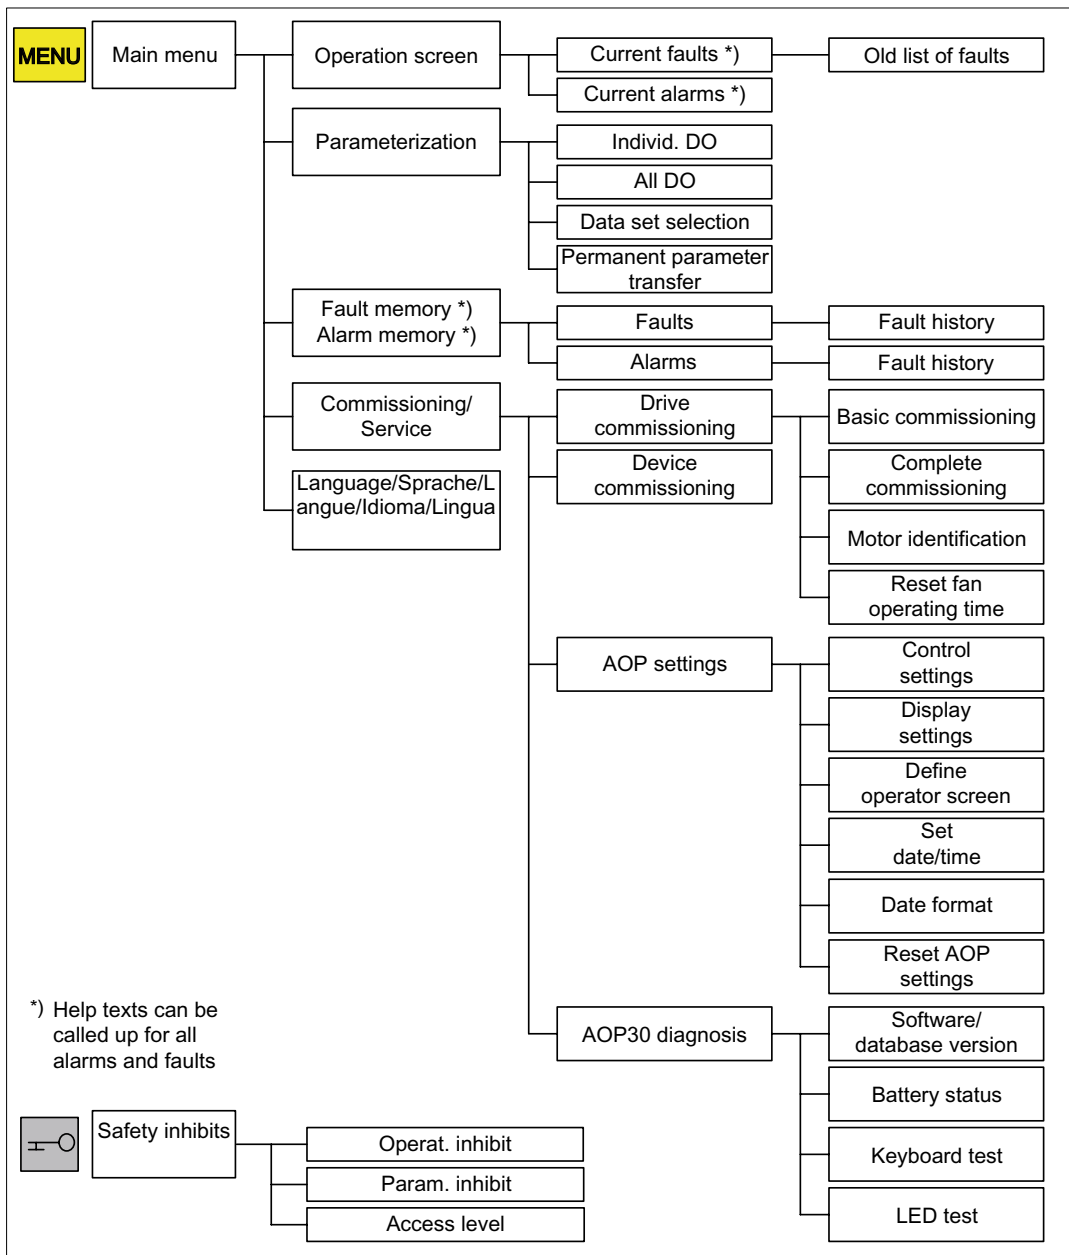 MENU
Main menu
Operation screen
Current faults *)
Old list of faults
Current alarms *)
Parameterization
Individ. DO
All DO
Data set selection
Permanent parameter
transfer
Fault memory *)
Alarm memory *)
Faults
Fault history
Alarms
Fault history
Commissioning/
Service
Drive
commissioning
Basic commissioning
Device
commissioning
Complete
commissioning
Language/Sprache/L
angue/Idioma/Lingua
Motor identification
Reset fan
operating time
AOP settings
Control
settings
Display
settings
Define
operator screen
Set
date/time
Date format
Reset AOP
settings
*) Help texts can be
called up for all
alarms and faults
AOP30 diagnosis
Software/
database version
Battery status
Keyboard test
LED test
Safety inhibits
Operat. inhibit
Param. inhibit
Access level